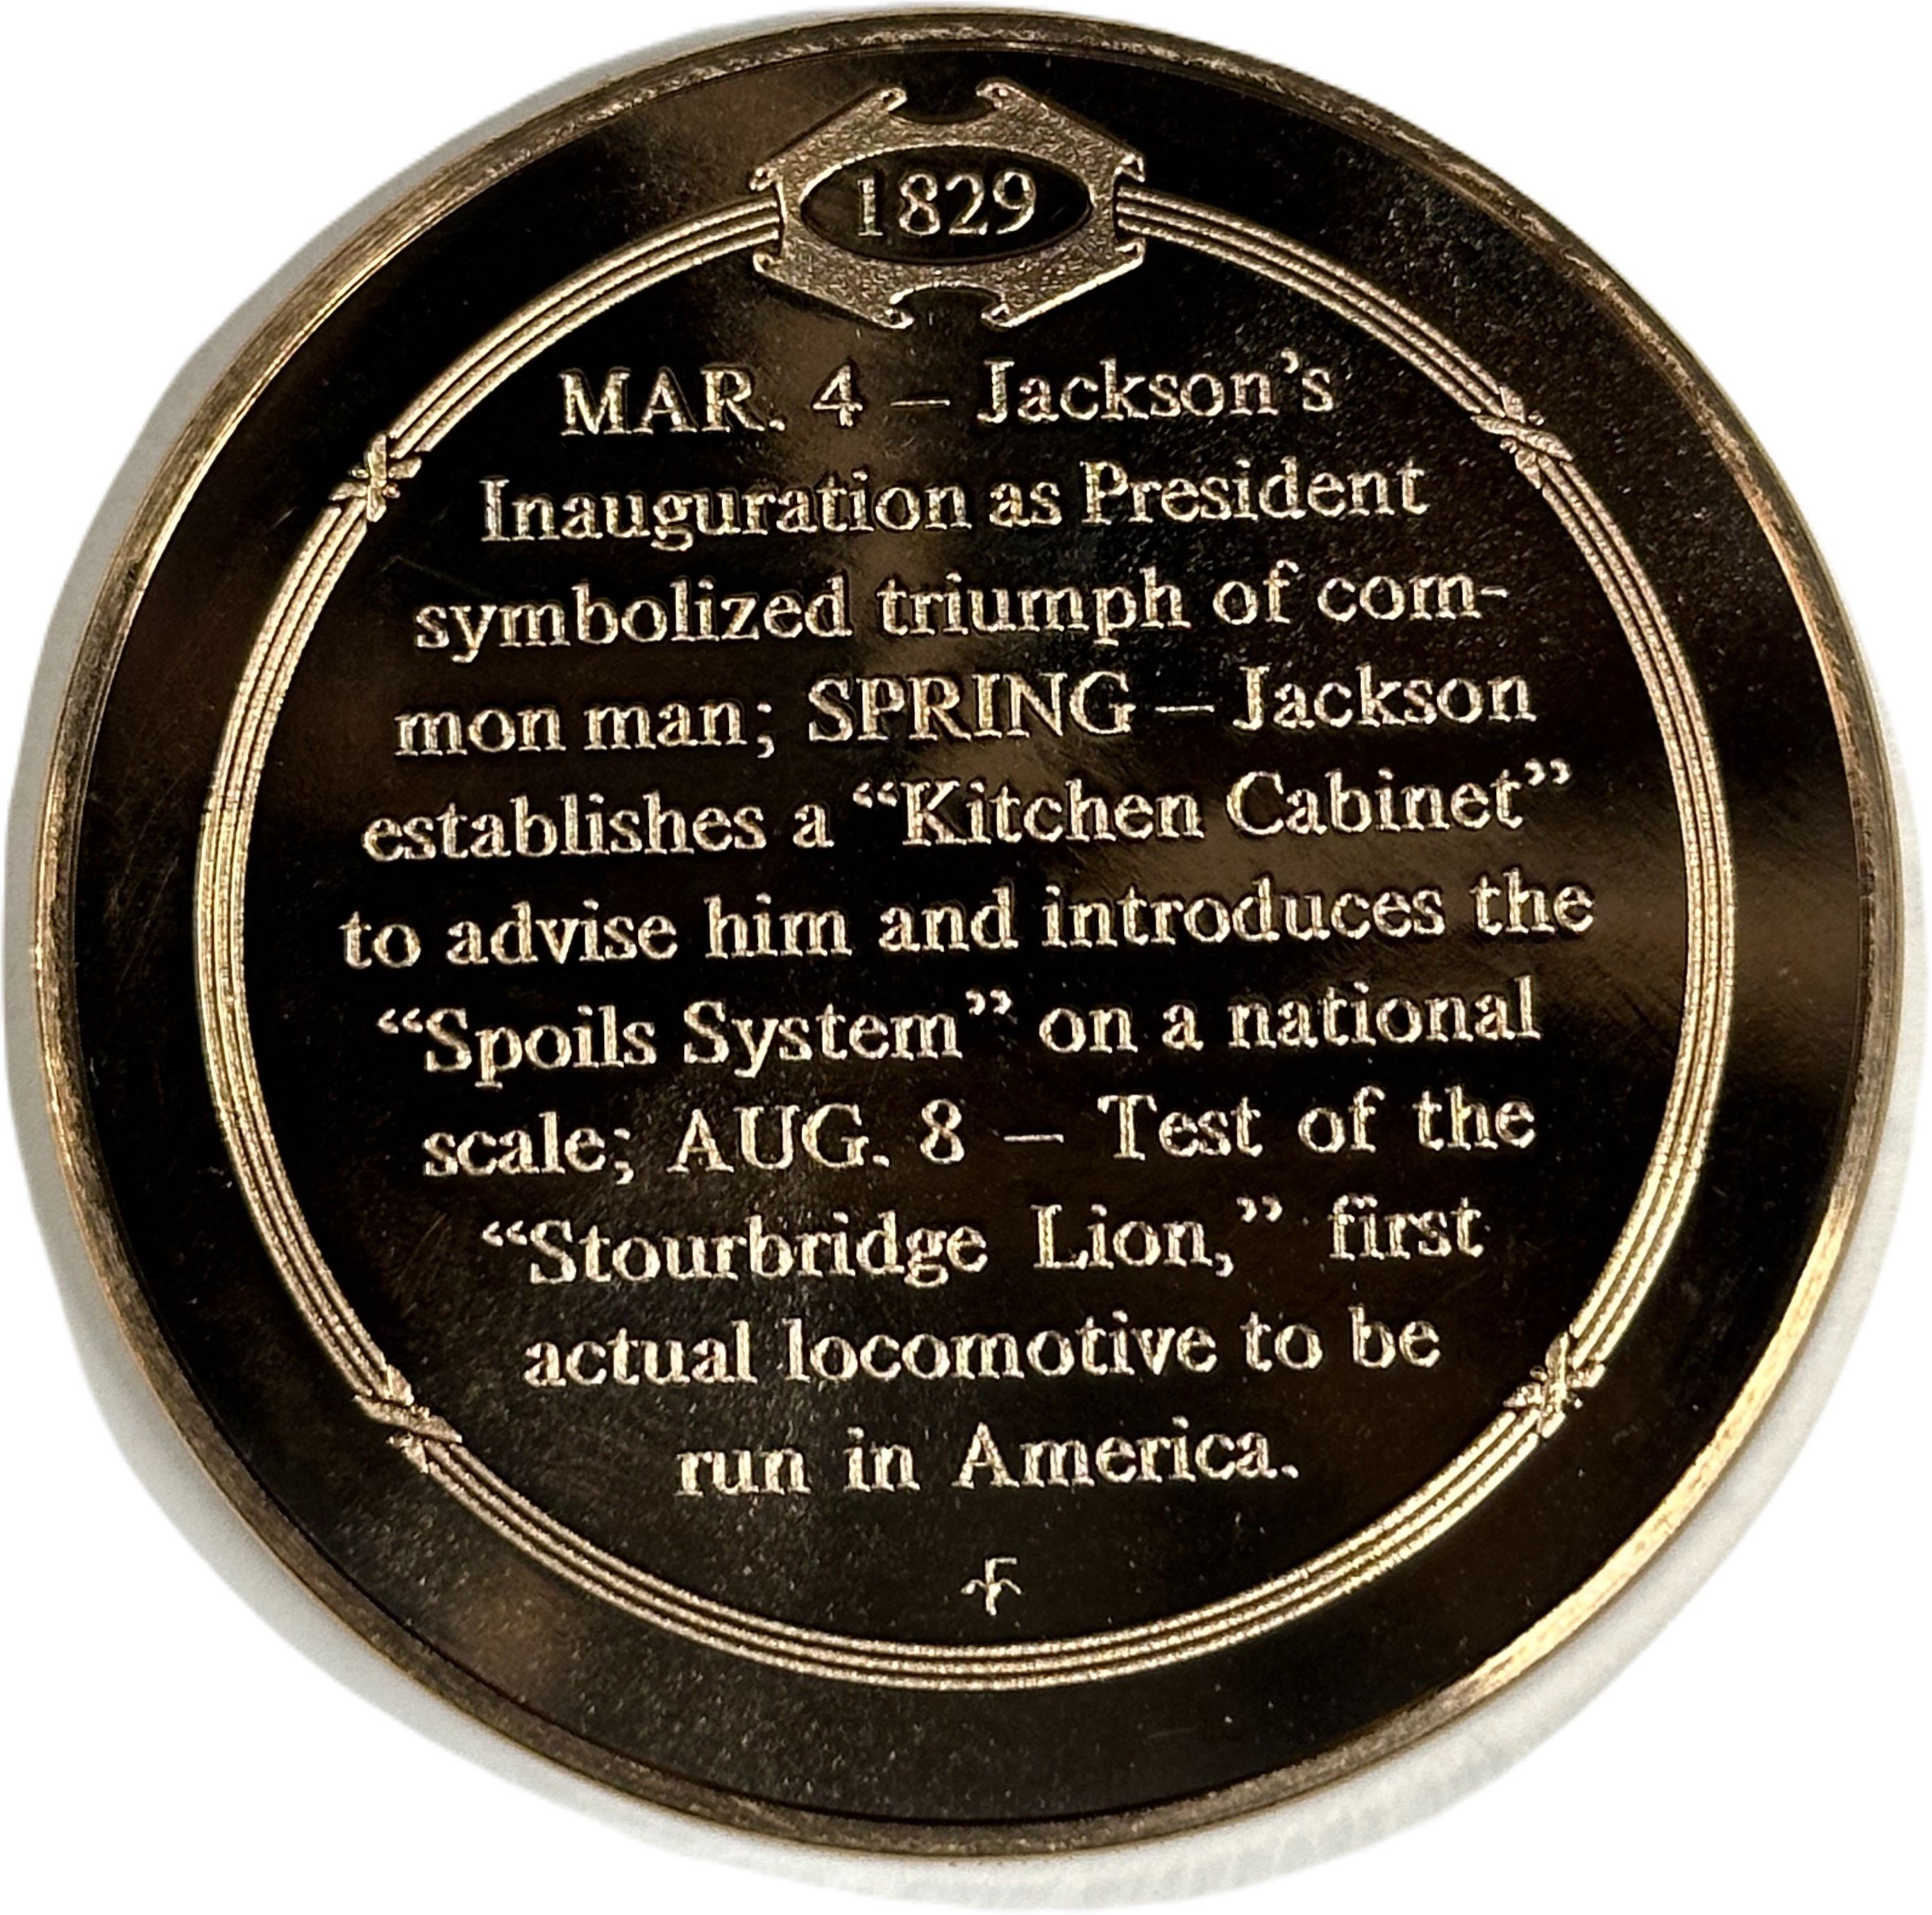 1829
MAR. 4 – Jackson’s
Inauguration as President
symbolized triumph of com-
mon man; SPRING – Jackson
establishes a “Kitchen Cabinet”
to advise him and introduces the
“Spoils System” on a national
scale; AUG. 8 – Test of the
“Stourbridge Lion,” first
actual locomotive to be
run in America.